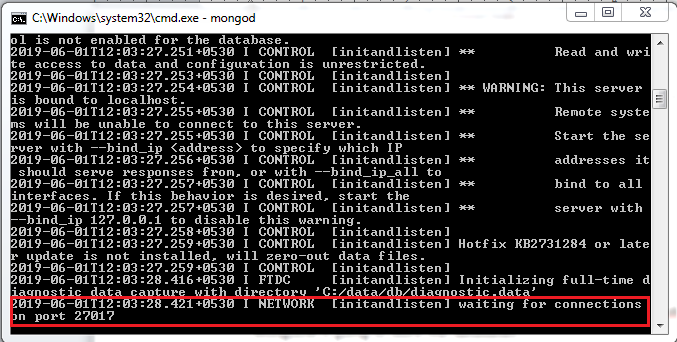 C:\Windows\system32\cmd.exe - mongod
ol is not enabled for the database.
2019-06-01T12:03:27.251+0530 I CONTROL  [initandlisten] **          Read and wri
te access to data and configuration is unrestricted.
2019-06-01T12:03:27.253+0530 I CONTROL  [initandlisten]
2019-06-01T12:03:27.254+0530 I CONTROL  [initandlisten] ** WARNING: This server
is bound to localhost.
2019-06-01T12:03:27.255+0530 I CONTROL  [initandlisten] **          Remote syste
ms will be unable to connect to this server.
2019-06-01T12:03:27.255+0530 I CONTROL  [initandlisten] **          Start the se
rver with --bind_ip <address> to specify which IP
2019-06-01T12:03:27.256+0530 I CONTROL  [initandlisten] **          addresses it
 should serve responses from, or with --bind_ip_all to
2019-06-01T12:03:27.257+0530 I CONTROL  [initandlisten] **          bind to all
interfaces. If this behavior is desired, start the
2019-06-01T12:03:27.257+0530 I CONTROL  [initandlisten] **          server with
--bind_ip 127.0.0.1 to disable this warning.
2019-06-01T12:03:27.258+0530 I CONTROL  [initandlisten]
2019-06-01T12:03:27.259+0530 I CONTROL  [initandlisten] Hotfix KB2731284 or late
r update is not installed, will zero-out data files.
2019-06-01T12:03:28.416+0530 I FTDC     [initandlisten] Initializing full-time d
iagnostic data capture with directory 'C:/data/db/diagnostic.data'
2019-06-01T12:03:28.421+0530 I NETWORK  [initandlisten] waiting for connections
on port 27017